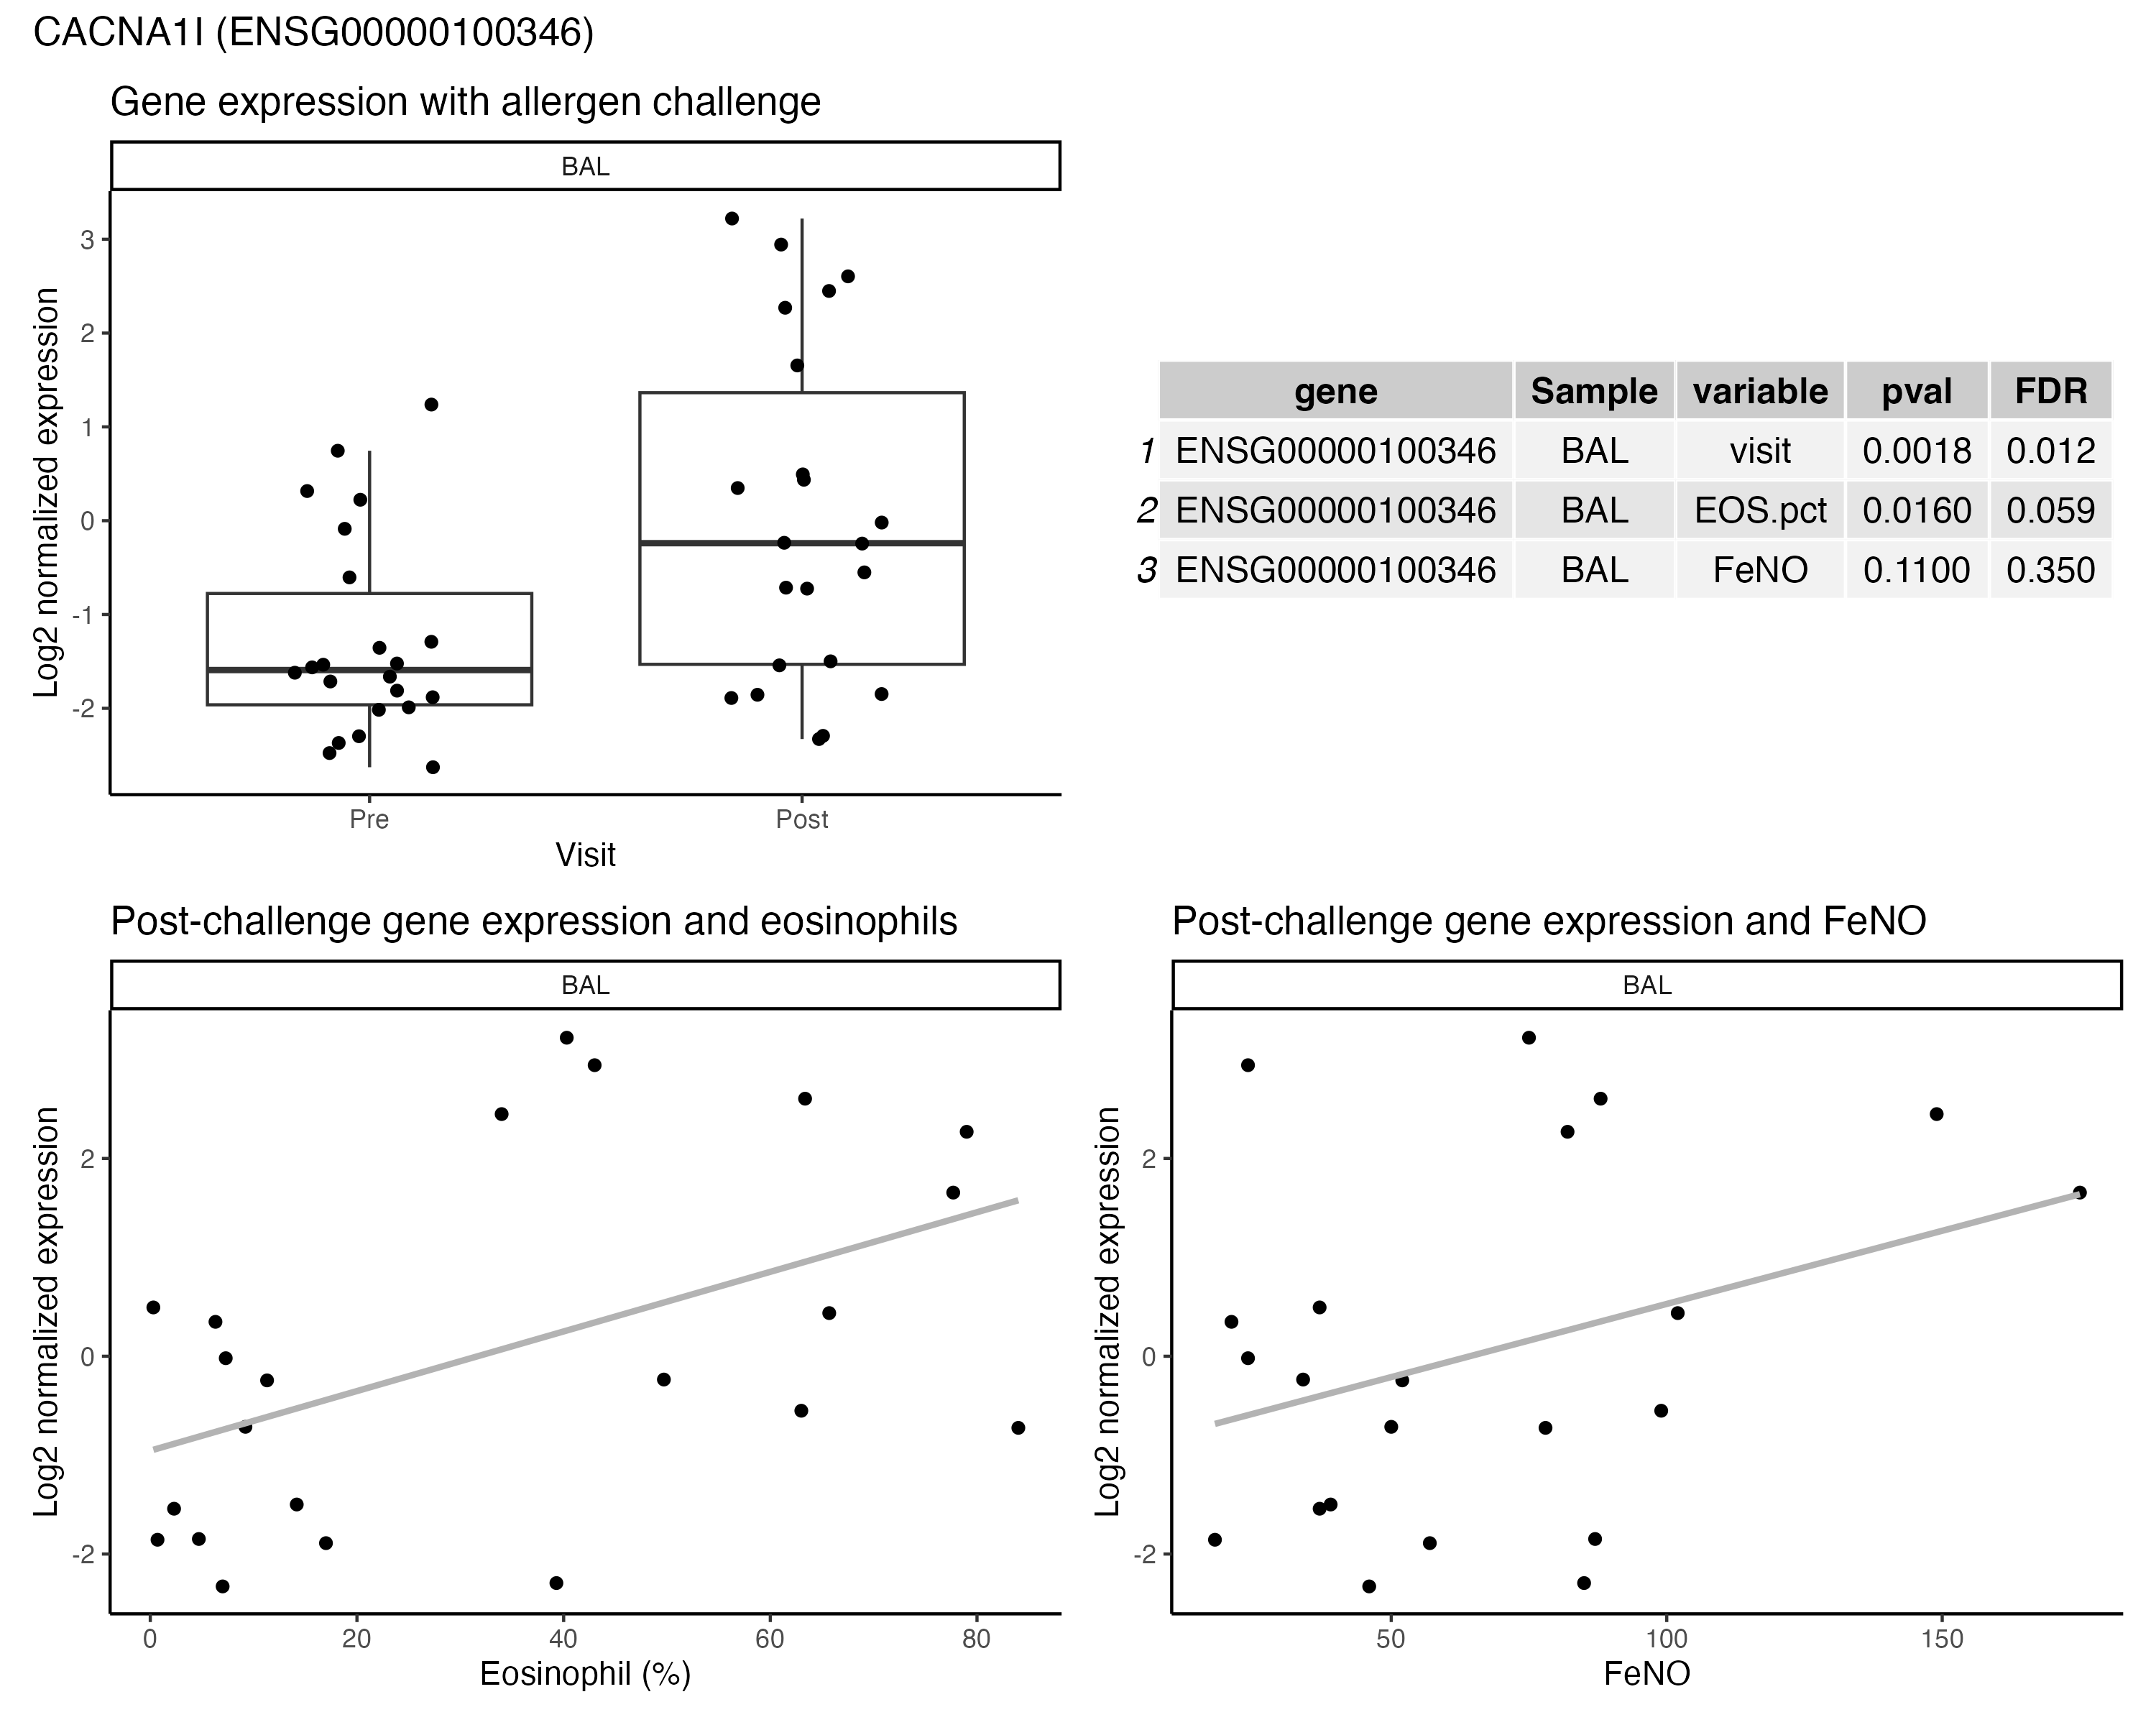 CACNA1I (ENSG00000100346)
Gene expression with allergen challenge
BAL
Log2 normalized expression
3
2
1
0
-1
-2
Pre Post
Visit
gene Sample variable pval FDR
1 ENSG00000100346 BAL visit 0.0018 0.012
2 ENSG00000100346 BAL EOS.pct 0.0160 0.059
3 ENSG00000100346 BAL FeNO 0.1100 0.350
Post-challenge gene expression and eosinophils
BAL
Log2 normalized expression
2
0
-2
0 20 40 60 80
Eosinophil (%)
Post-challenge gene expression and FeNO
BAL
Log2 normalized expression
2
0
-2
50 100 150
FeNO